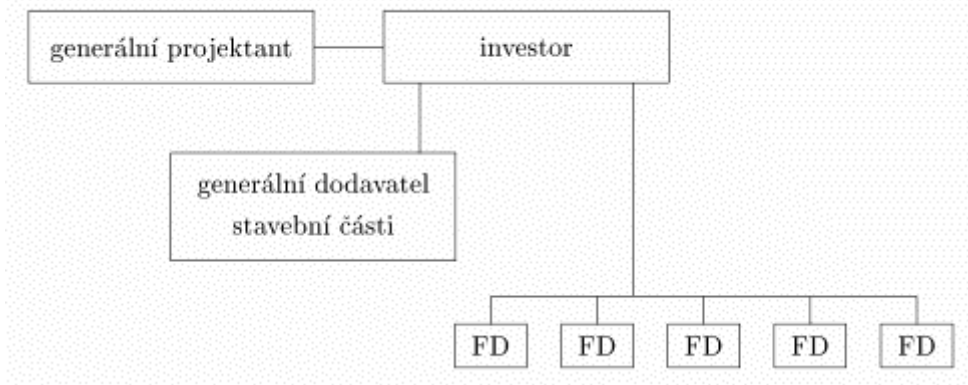 generální projektant
investor
generální dodavatel
stavební části
FD
FD
FD
FD
FD